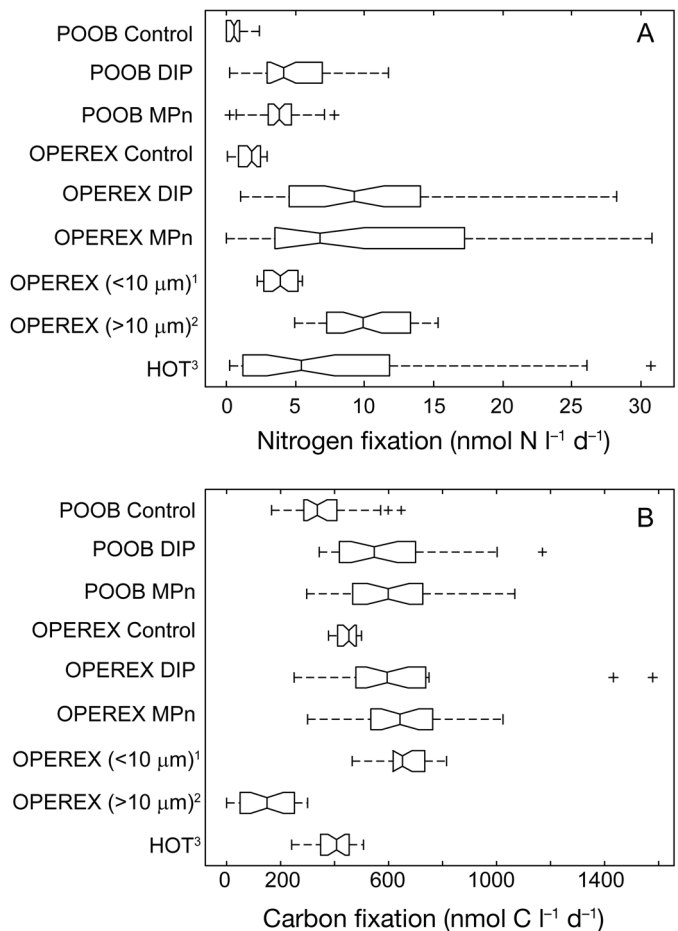 A
POOB Control
POOB DIP
POOB MPn
OPEREX Control
OPEREX DIP
OPEREX MPn
OPEREX (<10 μm)¹
OPEREX (>10 μm)²
HOT³
0 5 10 15 20 25 30
Nitrogen fixation (nmol N l⁻¹ d⁻¹)
B
POOB Control
POOB DIP
POOB MPn
OPEREX Control
OPEREX DIP
OPEREX MPn
OPEREX (<10 μm)¹
OPEREX (>10 μm)²
HOT³
0 200 600 1000 1400
Carbon fixation (nmol C l⁻¹ d⁻¹)